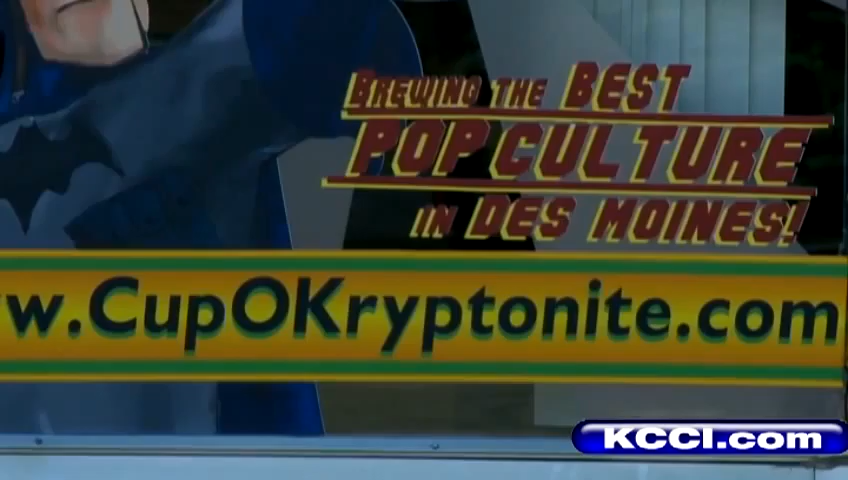 BREWING THE BEST
POP CULTURE
IN DES MOINES!
w.CupOKryptonite.com
KCCI.com